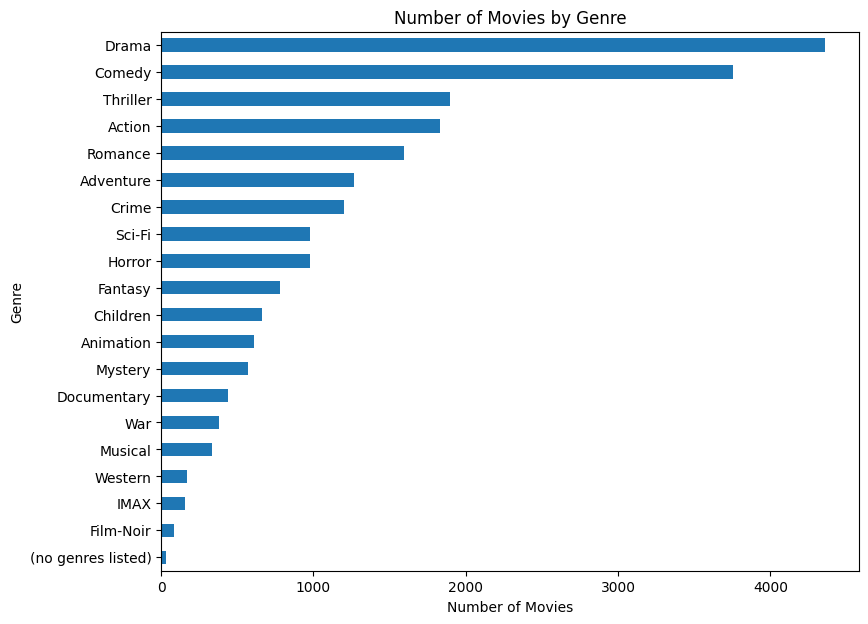 Number of Movies by Genre
Genre
Drama
Comedy
Thriller
Action
Romance
Adventure
Crime
Sci-Fi
Horror
Fantasy
Children
Animation
Mystery
Documentary
War
Musical
Western
IMAX
Film-Noir
(no genres listed)
0 1000 2000 3000 4000
Number of Movies